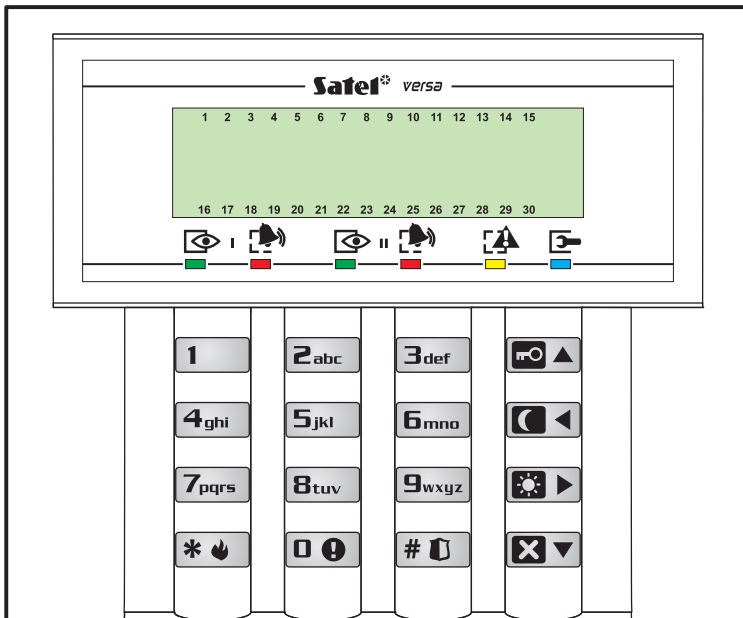 Satel versa
1 2 3 4 5 6 7 8 9 10 11 12 13 14 15
16 17 18 19 20 21 22 23 24 25 26 27 28 29 30
I II
1 2abc 3def
4ghi 5jkl 6mno
7pqrs 8tuv 9wxyz
* 0 #